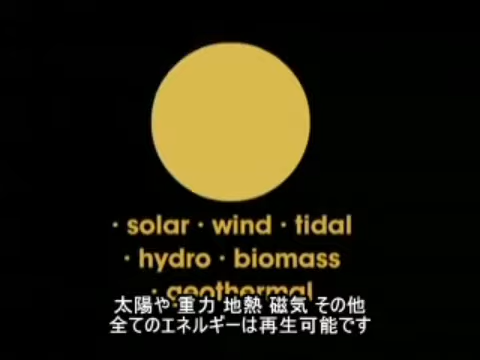 · solar · wind · tidal
· hydro · biomass
· geothermal
太陽や 重力 地熱 磁気 その他
全てのエネルギーは再生可能です